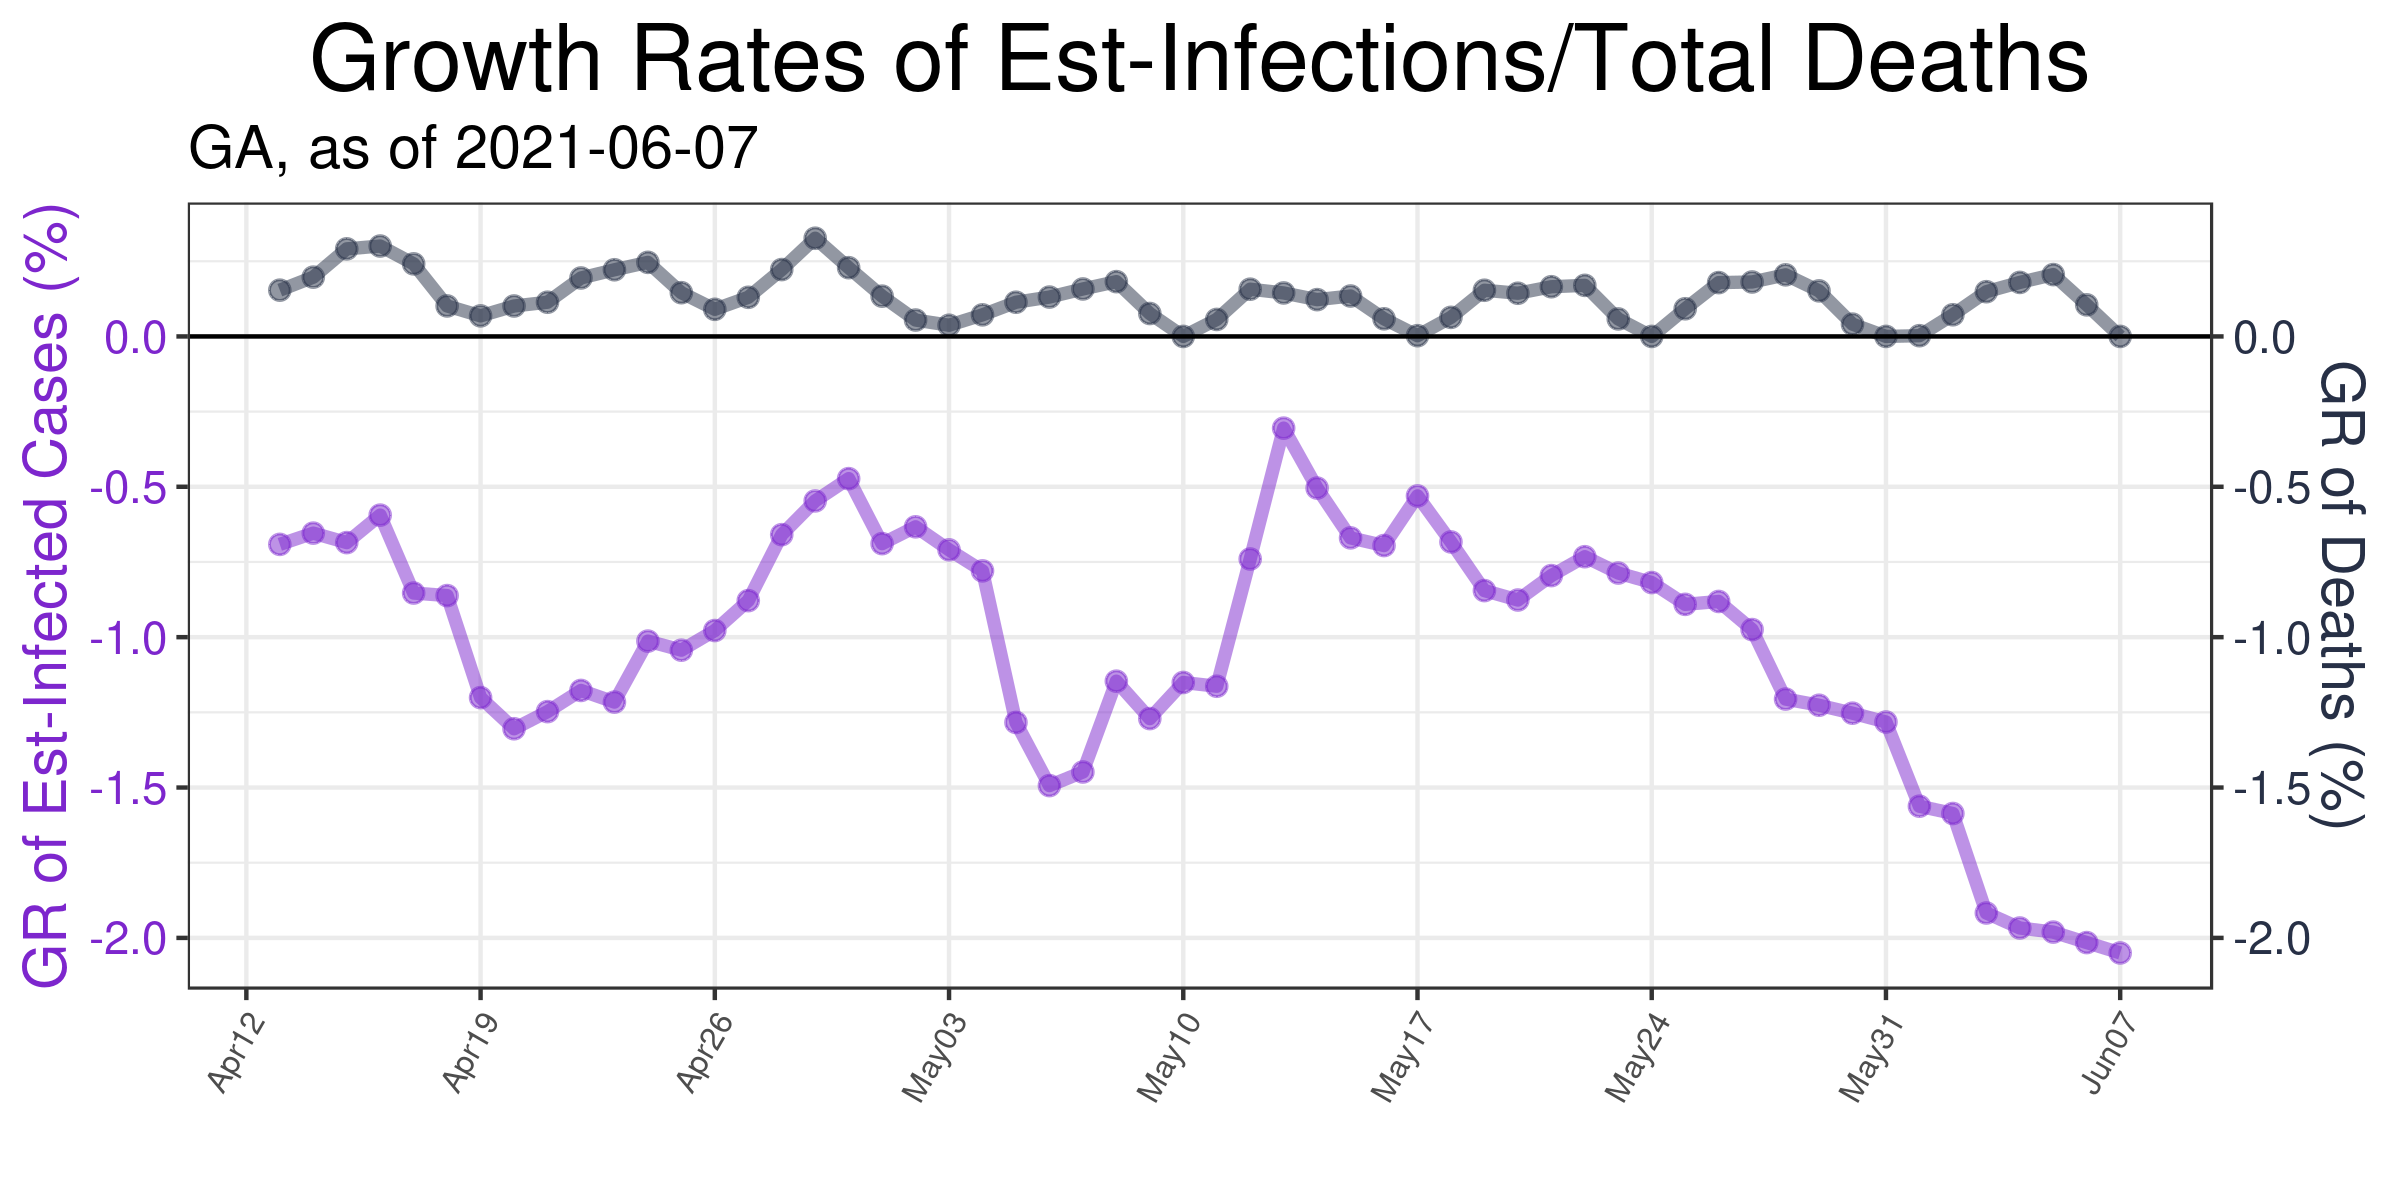 Growth Rates of Est-Infections/Total Deaths
GA, as of 2021-06-07
GR of Est-Infected Cases (%)
0.0
-0.5
-1.0
-1.5
-2.0
0.0
-0.5
-1.0
-1.5
-2.0
GR of Deaths (%)
Apr12
Apr19
Apr26
May03
May10
May17
May24
May31
Jun07